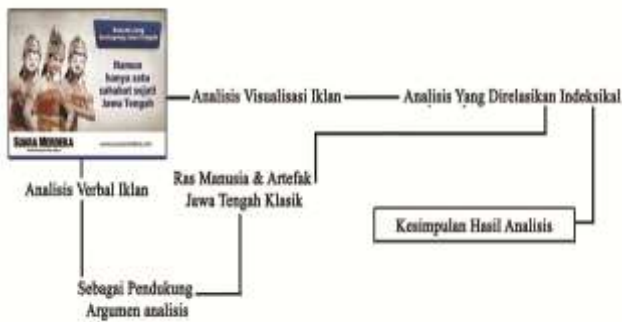 Namun
hanya satu
sahabat sejati
Jawa Tengah
SUARA MERDEKA
Analisis Visualisasi Iklan
Analisis Yang Direlasikan Indeksikal
Analisis Verbal Iklan
Ras Manusia & Artefak
Jawa Tengah Klasik
Kesimpulan Hasil Analisis
Sebagai Pendukung
Argumen analisis